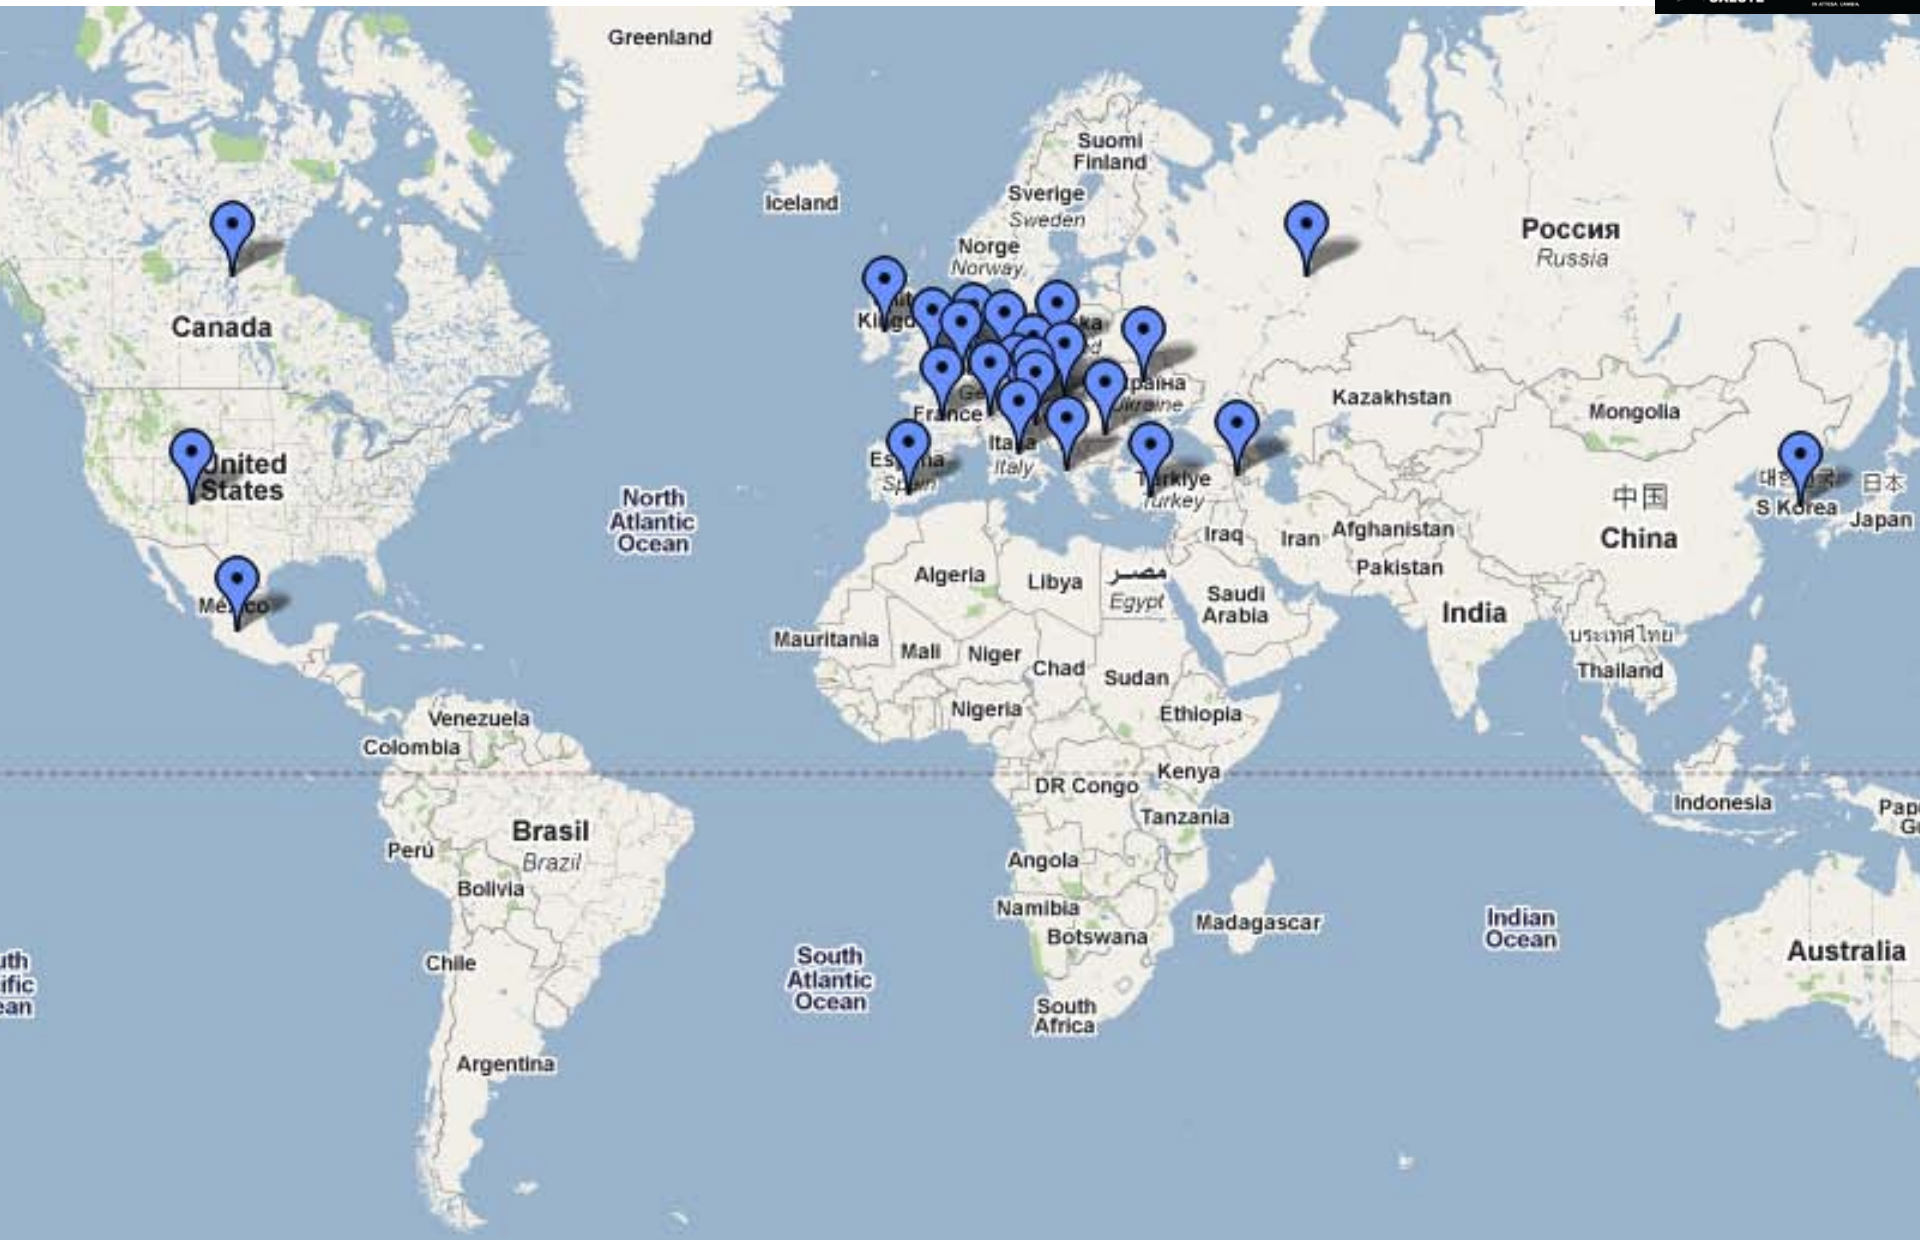 Greenland
Suomi
Finland
Iceland
Sverige
Sweden
Norge
Norway
Россия
Russia
Canada
Kazakhstan
Mongolia
Ukraine
France
United
States
Italy
Spain
Turkey
S Korea
日本
Japan
中国
China
North
Atlantic
Ocean
Iraq
Iran
Afghanistan
Pakistan
Algeria
Libya
مصر
Egypt
Saudi
Arabia
India
Mauritania
Mali
Niger
Chad
Sudan
ประเทศไทย
Thailand
Nigeria
Ethiopia
Venezuela
Colombia
DR Congo
Kenya
Tanzania
Indonesia
Brasil
Brazil
Perú
Bolivia
Angola
Namibia
Botswana
Madagascar
Indian
Ocean
Australia
Chile
South
Atlantic
Ocean
South
Africa
Argentina